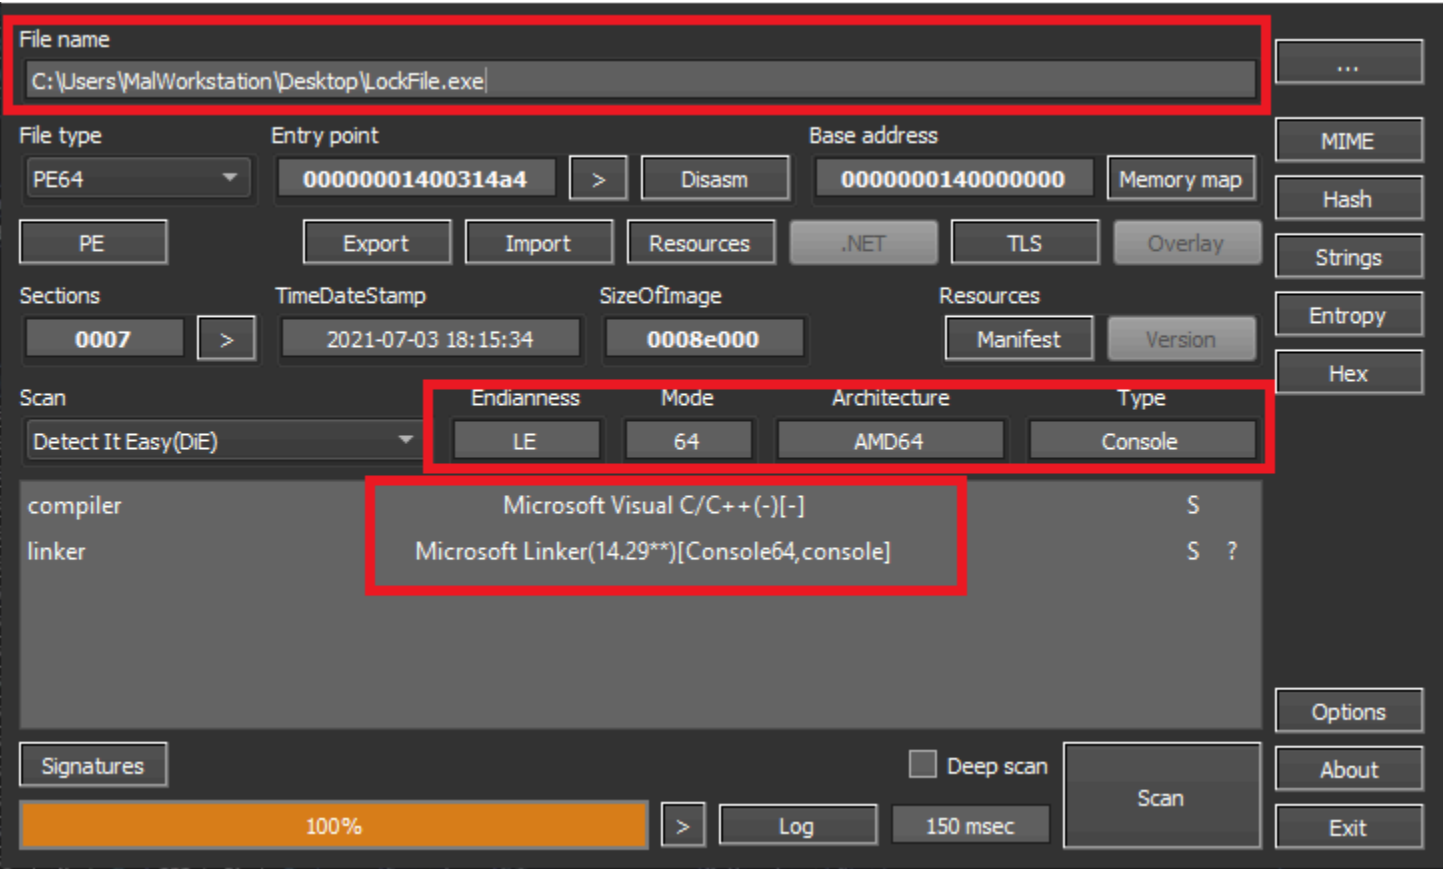 File name
C:\Users\MalWorkstation\Desktop\LockFile.exe
...
File type
Entry point
Base address
MIME
PE64
00000001400314a4
>
Disasm
0000000140000000
Memory map
Hash
PE
Export
Import
Resources
.NET
TLS
Overlay
Strings
Sections
TimeDateStamp
SizeOfImage
Resources
Entropy
0007
>
2021-07-03 18:15:34
0008e000
Manifest
Version
Hex
Scan
Endianness
Mode
Architecture
Type
Detect It Easy(DiE)
LE
64
AMD64
Console
compiler
Microsoft Visual C/C++(-)[-]
S
linker
Microsoft Linker(14.29**)[Console64,console]
S ?
Options
Signatures
Deep scan
Scan
About
100%
>
Log
150 msec
Exit